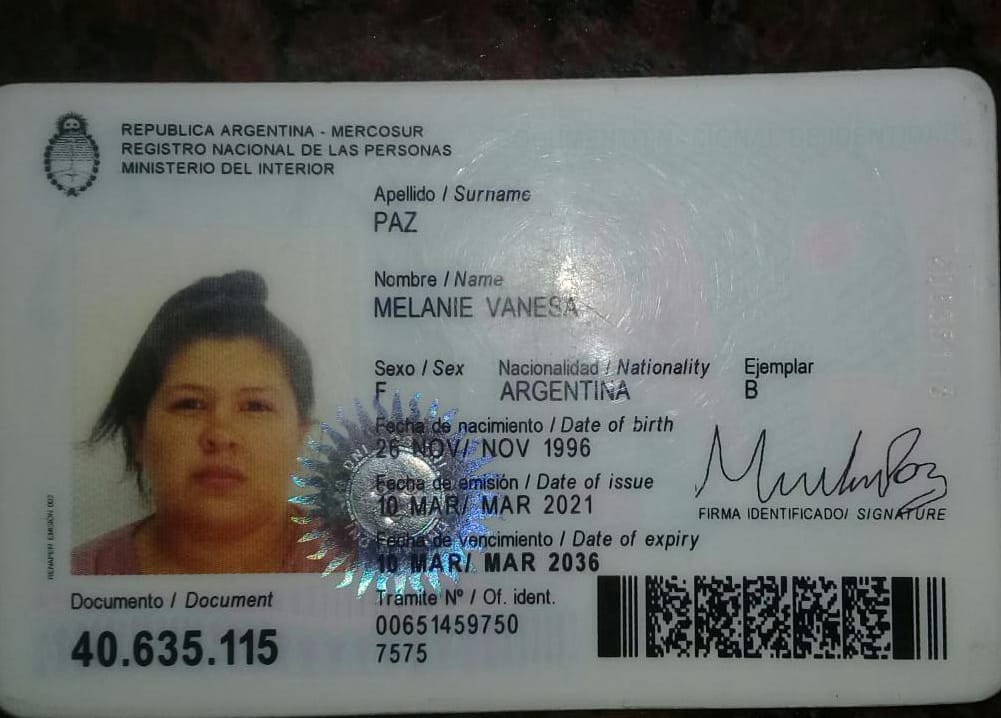 REPUBLICA ARGENTINA - MERCOSUR
REGISTRO NACIONAL DE LAS PERSONAS
MINISTERIO DEL INTERIOR
Apellido / Surname
PAZ
Nombre / Name
MELANIE VANESA
Sexo / Sex Nacionalidad / Nationality Ejemplar
F ARGENTINA B
Fecha de nacimiento / Date of birth
26 NOV/ NOV 1996
Fecha de emisión / Date of issue
10 MAR/ MAR 2021
FIRMA IDENTIFICADO/ SIGNATURE
Fecha de vencimiento / Date of expiry
10 MAR/ MAR 2036
Documento / Document
40.635.115
Trámite Nº / Of. ident.
00651459750
7575